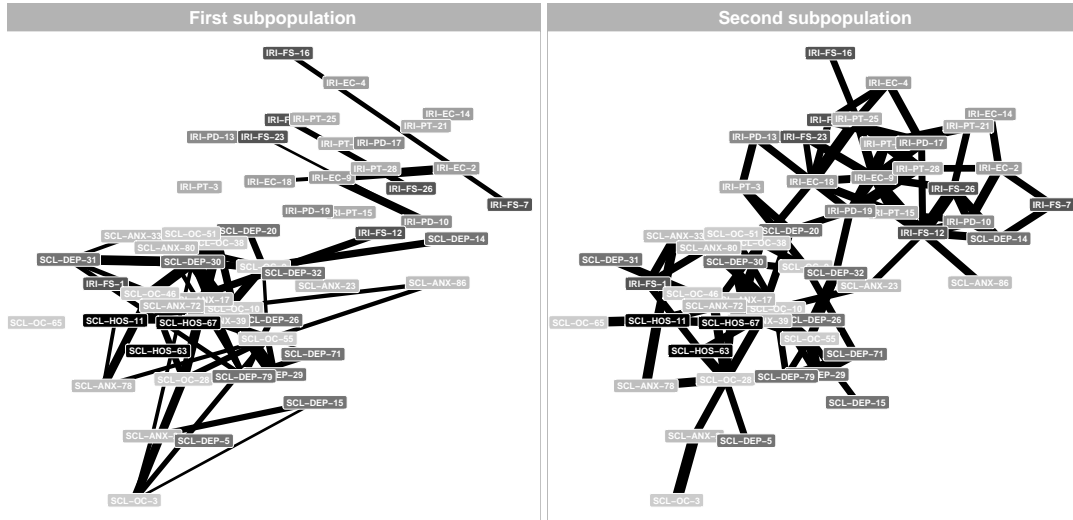 First subpopulation
IRI–FS–16
IRI–EC–4
IRI–EC–14
IRI–PT–25
IRI–PT–21
IRI–PD–13
IRI–FS–23
IRI–PD–17
IRI–PT–28
IRI–EC–2
IRI–EC–9
IRI–EC–18
IRI–PT–3
IRI–FS–26
IRI–FS–7
IRI–PD–19
IRI–PT–15
IRI–PD–10
SCL–DEP–20
IRI–FS–12
SCL–OC–51
SCL–ANX–33
SCL–DEP–14
SCL–OC–38
SCL–ANX–80
SCL–DEP–31
SCL–DEP–30
SCL–DEP–32
IRI–FS–1
SCL–ANX–23
SCL–ANX–86
SCL–OC–46
ANX–17
SCL–ANX–72
SCL–OC–10
SCL–OC–65
SCL–HOS–11
SCL–HOS–67
SCL–DEP–26
SCL–OC–55
SCL–HOS–63
SCL–DEP–71
SCL–DEP–79
SCL–OC–28
SCL–ANX–78
SCL–DEP–15
SCL–DEP–5
SCL–OC–3
Second subpopulation
IRI–FS–16
IRI–EC–4
IRI–EC–14
IRI–PT–25
IRI–PT–21
IRI–PD–13
IRI–FS–23
IRI–PD–17
IRI–PT–28
IRI–EC–2
IRI–EC–9
IRI–EC–18
IRI–PT–3
IRI–FS–26
IRI–FS–7
IRI–PD–19
IRI–PT–15
IRI–PD–10
SCL–DEP–20
IRI–FS–12
SCL–OC–51
SCL–ANX–33
SCL–DEP–14
SCL–OC–38
SCL–ANX–80
SCL–DEP–31
SCL–DEP–30
SCL–DEP–32
IRI–FS–1
SCL–ANX–23
SCL–ANX–86
SCL–OC–46
ANX–17
SCL–ANX–72
SCL–OC–10
SCL–OC–65
SCL–HOS–11
SCL–HOS–67
SCL–DEP–26
SCL–OC–55
SCL–HOS–63
SCL–DEP–71
SCL–DEP–79
SCL–OC–28
SCL–ANX–78
SCL–DEP–15
SCL–DEP–5
SCL–OC–3